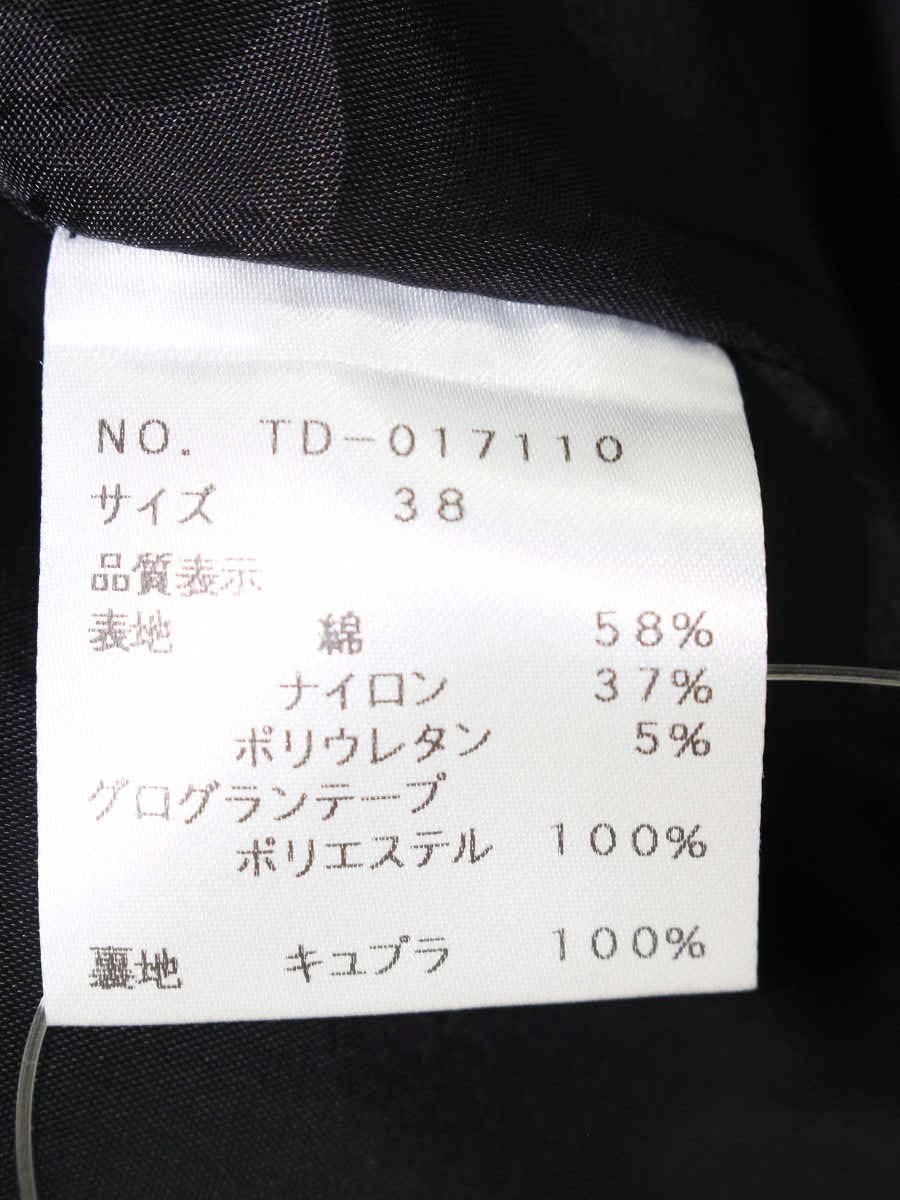 NO. TD-017110
サイズ 38
品質表示
表地 綿 58%
ナイロン 37%
ポリウレタン 5%
グログランテープ
ポリエステル 100%
裏地 キュプラ 100%